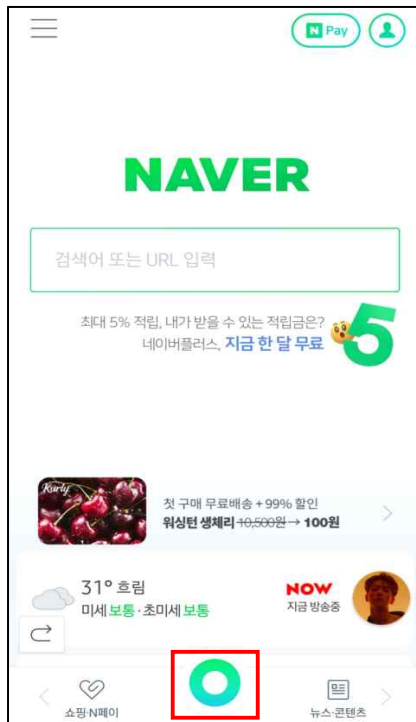 N Pay
NAVER
검색어 또는 URL 입력
최대 5% 적립, 내가 받을 수 있는 적립금은?
네이버플러스, 지금 한 달 무료
5
Kurly
첫 구매 무료배송 + 99% 할인
워싱턴 생체리 10,500원 → 100원
31° 흐림
미세 보통 · 초미세 보통
NOW
지금 방송중
쇼핑·N페이
뉴스·콘텐츠